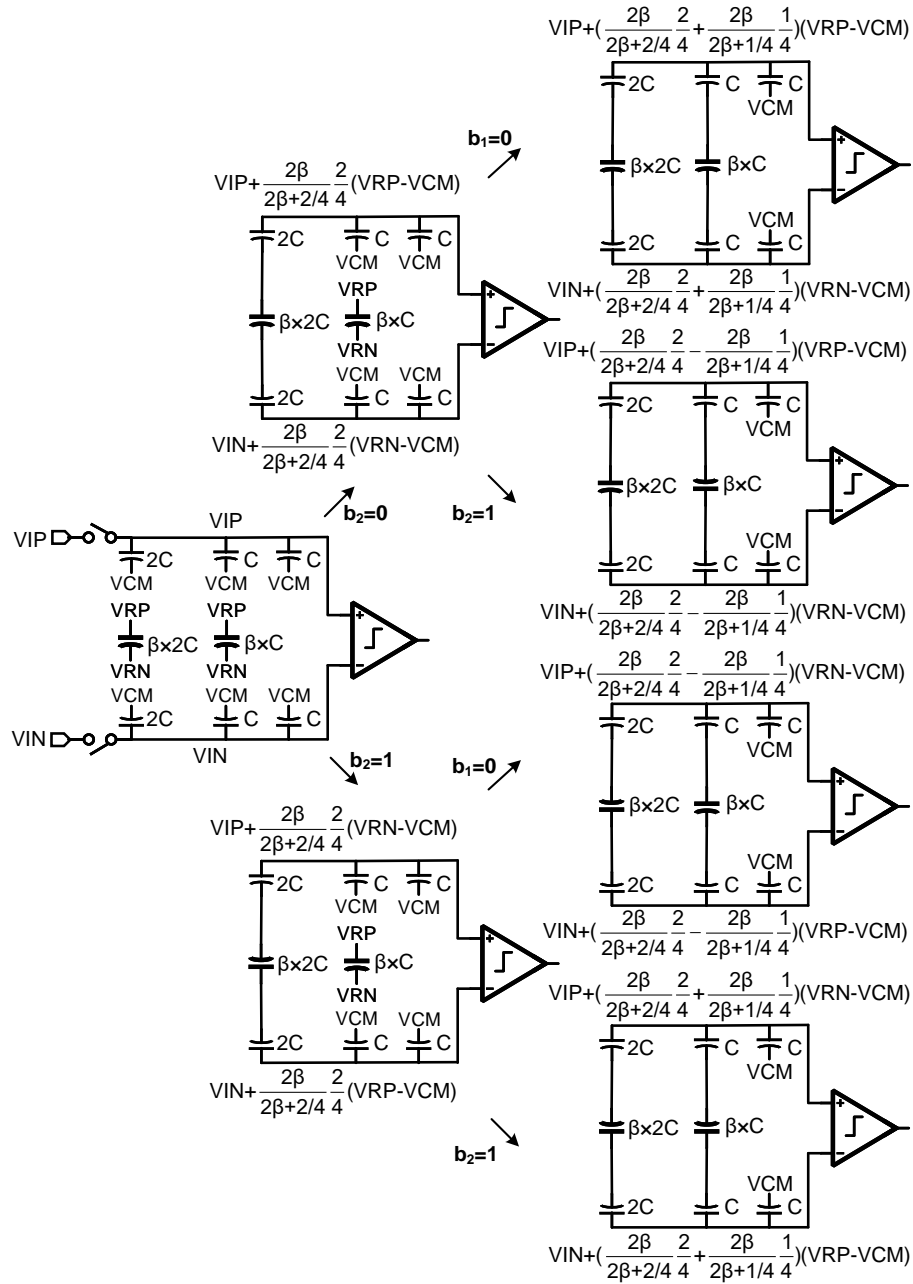 VIP+(2β/(2β+2/4) 2/4 + 2β/(2β+1/4) 1/4)(VRP-VCM)
2C C C
VCM
b₁=0
β×2C β×C
VCM
2C C C
VIN+(2β/(2β+2/4) 2/4 + 2β/(2β+1/4) 1/4)(VRN-VCM)
VIP+2β/(2β+2/4) 2/4(VRP-VCM)
2C C C
VCM VCM
VRP
β×2C β×C
VRN
VCM VCM
2C C C
VIN+2β/(2β+2/4) 2/4(VRN-VCM)
VIP+(2β/(2β+2/4) 2/4 − 2β/(2β+1/4) 1/4)(VRP-VCM)
2C C C
VCM
b₂=1
β×2C β×C
VCM
2C C C
VIN+(2β/(2β+2/4) 2/4 − 2β/(2β+1/4) 1/4)(VRN-VCM)
b₂=0
VIP VIP
2C C C
VCM VCM VCM
VRP VRP
β×2C β×C
VRN VRN
VCM VCM VCM
2C C C
VIN VIN
b₂=1
VIP+(2β/(2β+2/4) 2/4 − 2β/(2β+1/4) 1/4)(VRN-VCM)
2C C C
VCM
b₁=0
β×2C β×C
VCM
2C C C
VIN+(2β/(2β+2/4) 2/4 − 2β/(2β+1/4) 1/4)(VRP-VCM)
VIP+2β/(2β+2/4) 2/4(VRN-VCM)
2C C C
VCM VCM
VRP
β×2C β×C
VRN
VCM VCM
2C C C
VIN+2β/(2β+2/4) 2/4(VRP-VCM)
VIP+(2β/(2β+2/4) 2/4 + 2β/(2β+1/4) 1/4)(VRN-VCM)
2C C C
VCM
b₂=1
β×2C β×C
VCM
2C C C
VIN+(2β/(2β+2/4) 2/4 + 2β/(2β+1/4) 1/4)(VRP-VCM)